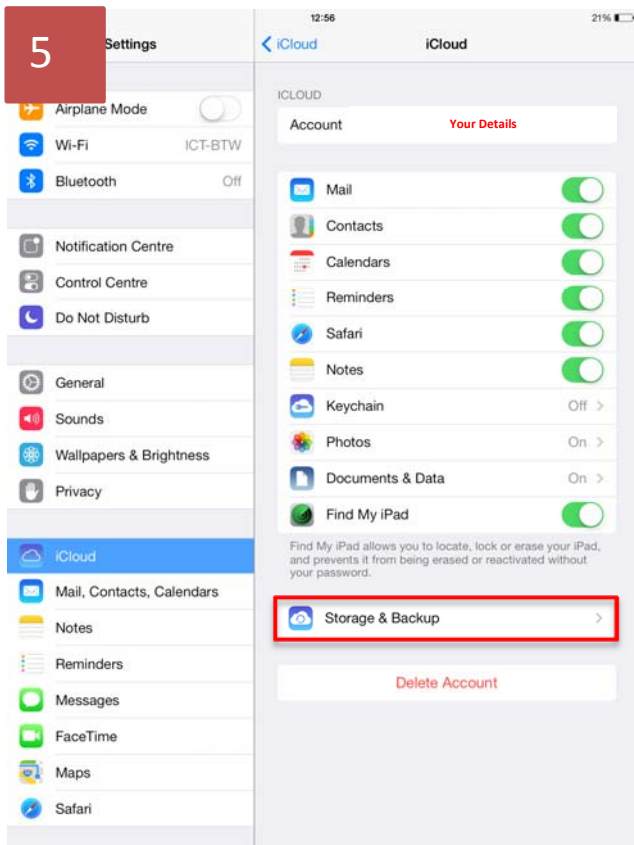 12:56
21%
5
Settings
iCloud
iCloud
Airplane Mode
Wi-Fi ICT-BTW
Bluetooth Off
Notification Centre
Control Centre
Do Not Disturb
General
Sounds
Wallpapers & Brightness
Privacy
iCloud
Mail, Contacts, Calendars
Notes
Reminders
Messages
FaceTime
Maps
Safari
ICLOUD
Account Your Details
Mail
Contacts
Calendars
Reminders
Safari
Notes
Keychain Off
Photos On
Documents & Data On
Find My iPad
Find My iPad allows you to locate, lock or erase your iPad,
and prevents it from being erased or reactivated without
your password.
Storage & Backup
Delete Account